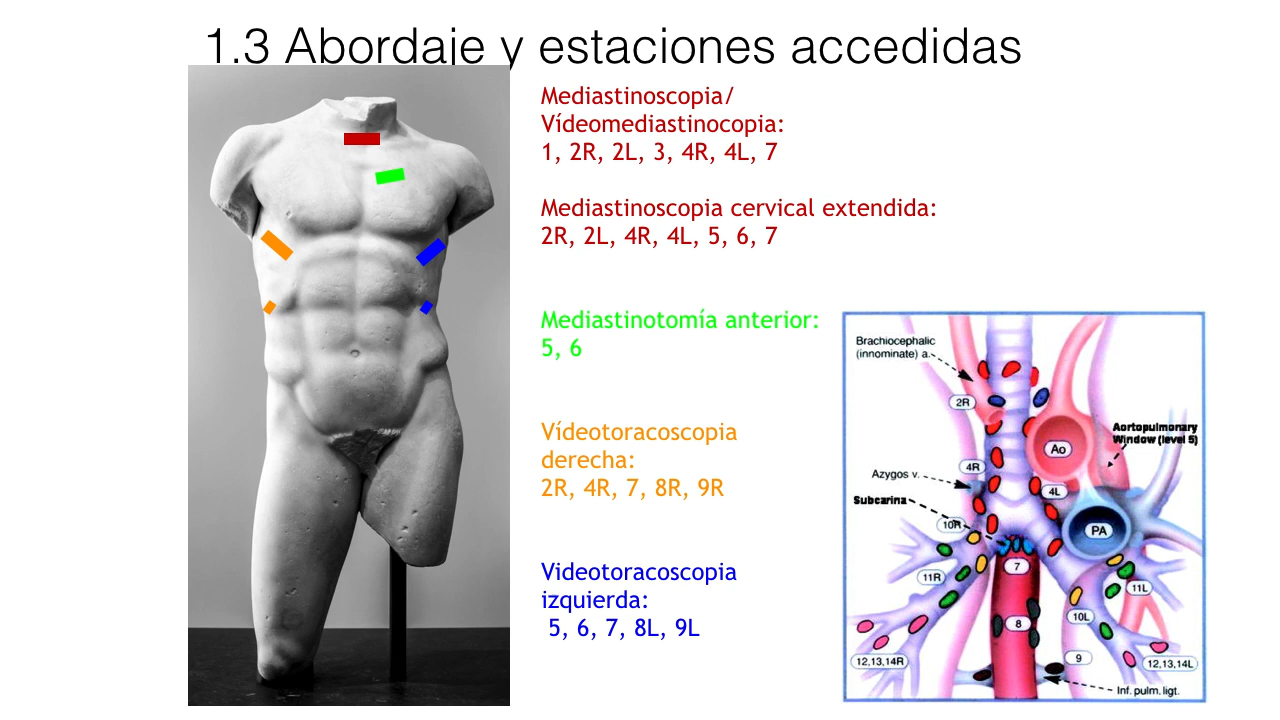 1.3 Abordaje y estaciones accedidas
Mediastinoscopia/
Vídeomediastinocopia:
1, 2R, 2L, 3, 4R, 4L, 7
Mediastinoscopia cervical extendida:
2R, 2L, 4R, 4L, 5, 6, 7
Mediastinotomía anterior:
5, 6
Vídeotoracoscopia
derecha:
2R, 4R, 7, 8R, 9R
Videotoracoscopia
izquierda:
5, 6, 7, 8L, 9L
Brachiocephalic
(innominate) a.
2R
Ao
Aortopulmonary
Window (level 5)
4R
Azygos v.
4L
Subcarina
10R
PA
7
11R
11L
10L
8
9
12,13,14R
12,13,14L
Inf. pulm. ligt.